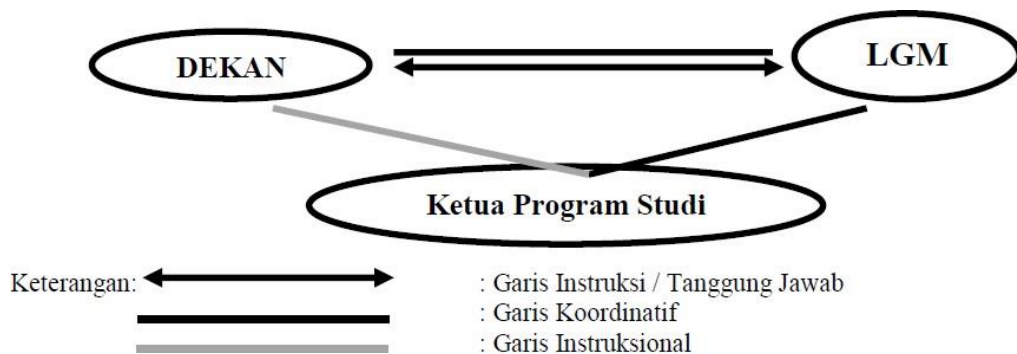 DEKAN
LGM
Ketua Program Studi
Keterangan: : Garis Instruksi / Tanggung Jawab
: Garis Koordinatif
: Garis Instruksional